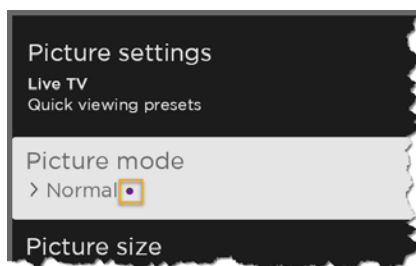 Picture settings
Live TV
Quick viewing presets
Picture mode
> Normal •
Picture size